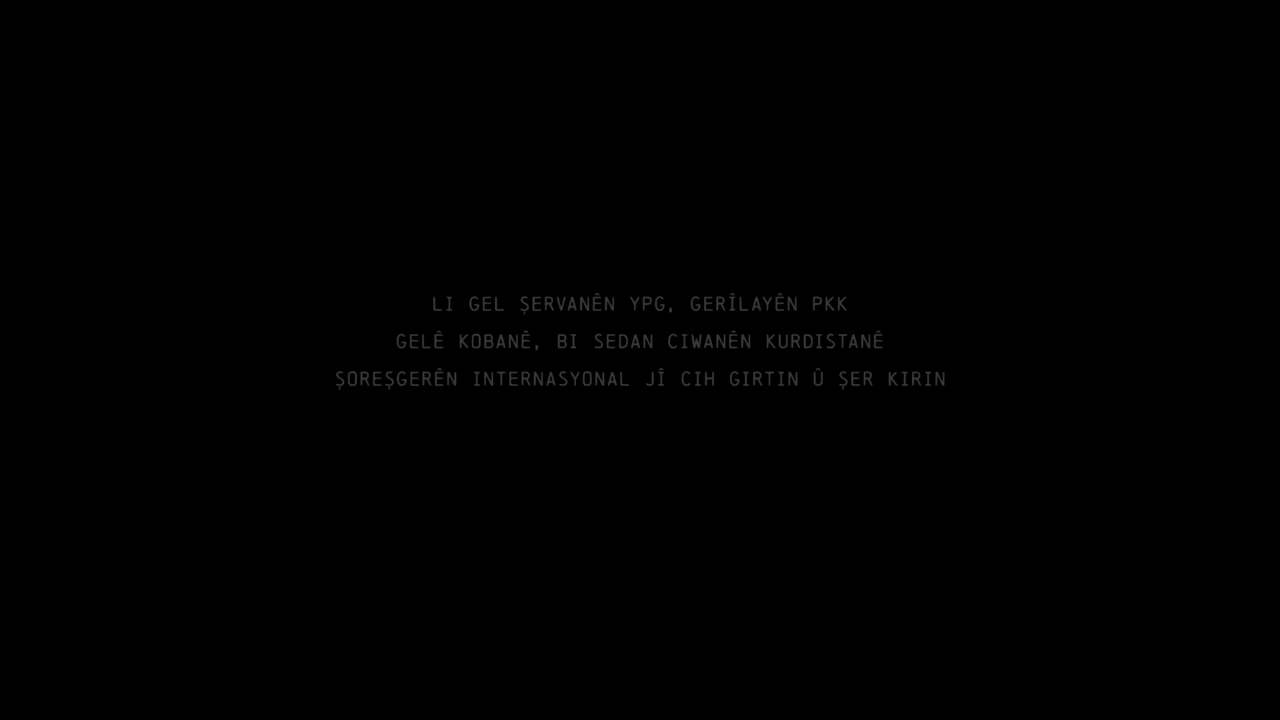 LI GEL ŞERVANÊN YPG, GERÎLAYÊN PKK
GELÊ KOBANÊ, BI SEDAN CIWANÊN KURDISTANÊ
ŞOREŞGERÊN INTERNASYONAL JÎ CIH GIRTIN Û ŞER KIRIN